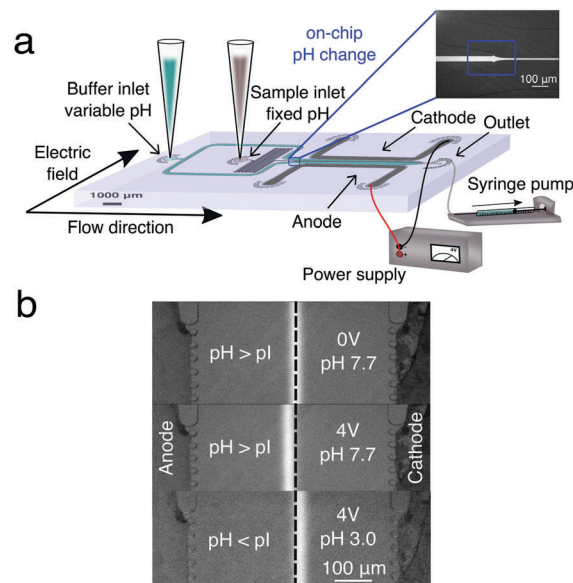 a
on-chip
pH change
100 μm
Buffer inlet
variable pH
Sample inlet
fixed pH
Cathode
Outlet
Electric
field
Syringe pump
1000 μm
Anode
Flow direction
4V
-
+
Power supply
b
pH > pI
0V
pH 7.7
Anode
pH > pI
4V
pH 7.7
Cathode
pH < pI
4V
pH 3.0
100 μm